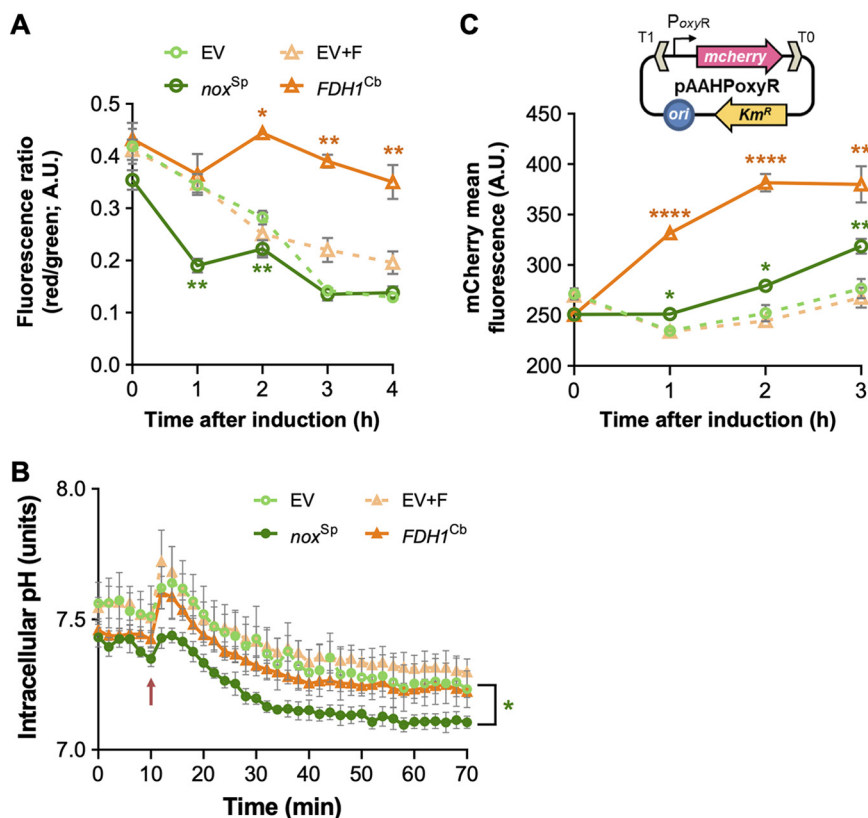 A
EV
EV+F
nox^Sp
FDH1^Cb
Fluorescence ratio
(red/green; A.U.)
0.5
0.4
0.3
0.2
0.1
0.0
*
**
**
**
**
0
1
2
3
4
Time after induction (h)
C
T1
PoxyR
T0
mcherry
pAAHPoxyR
ori
Km^R
mCherry mean
fluorescence (A.U.)
450
400
350
300
250
200
****
****
**
*
*
**
0
1
2
3
Time after induction (h)
B
EV
EV+F
nox^Sp
FDH1^Cb
Intracellular pH (units)
8.0
7.5
7.0
*
0
10
20
30
40
50
60
70
Time (min)